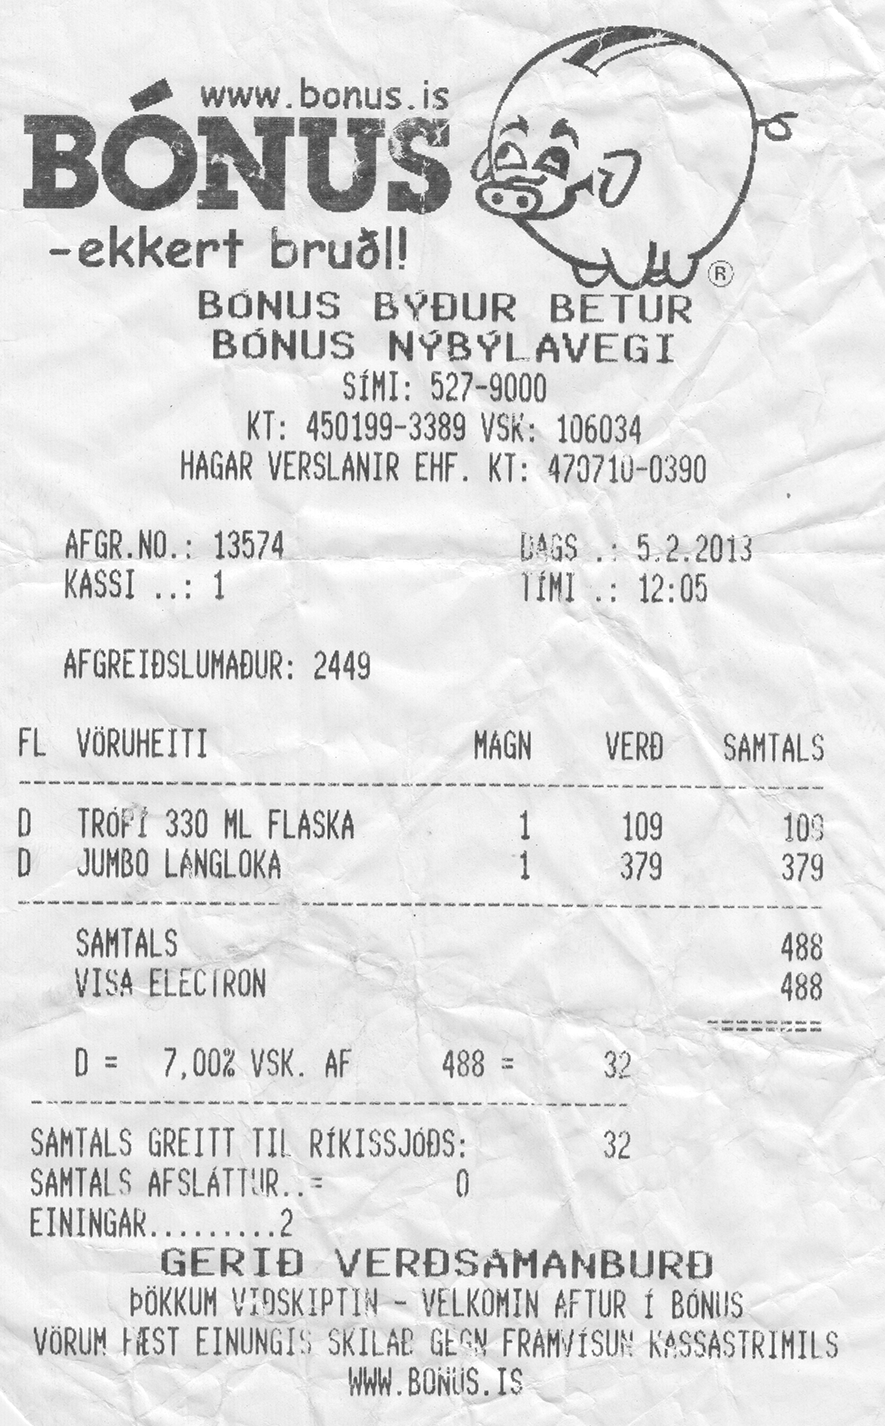 www.bonus.is
BÓNUS
-ekkert bruðl!
®
BÓNUS BÝÐUR BETUR
BÓNUS NÝBÝLAVEGI
SÍMI: 527-9000
KT: 450199-3389 VSK: 106034
HAGAR VERSLANIR EHF. KT: 470710-0390
AFGR.NO.: 13574 DAGS .: 5.2.2013
KASSI ..: 1 TÍMI .: 12:05
AFGREIÐSLUMAÐUR: 2449
FL VÖRUHEITI MAGN VERÐ SAMTALS
D TRÓPÍ 330 ML FLASKA 1 109 109
D JUMBO LANGLOKA 1 379 379
SAMTALS 488
VISA ELECTRON 488
D = 7,00% VSK. AF 488 = 32
SAMTALS GREITT TIL RÍKISSJÓÐS: 32
SAMTALS AFSLÁTTUR..= 0
EININGAR.........2
GERIÐ VERÐSAMANBURÐ
ÞÖKKUM VIÐSKIPTIN - VELKOMIN AFTUR Í BÓNUS
VÖRUM FÆST EINUNGIS SKILAÐ GEGN FRAMVÍSUN KASSASTRIMILS
WWW.BONUS.IS